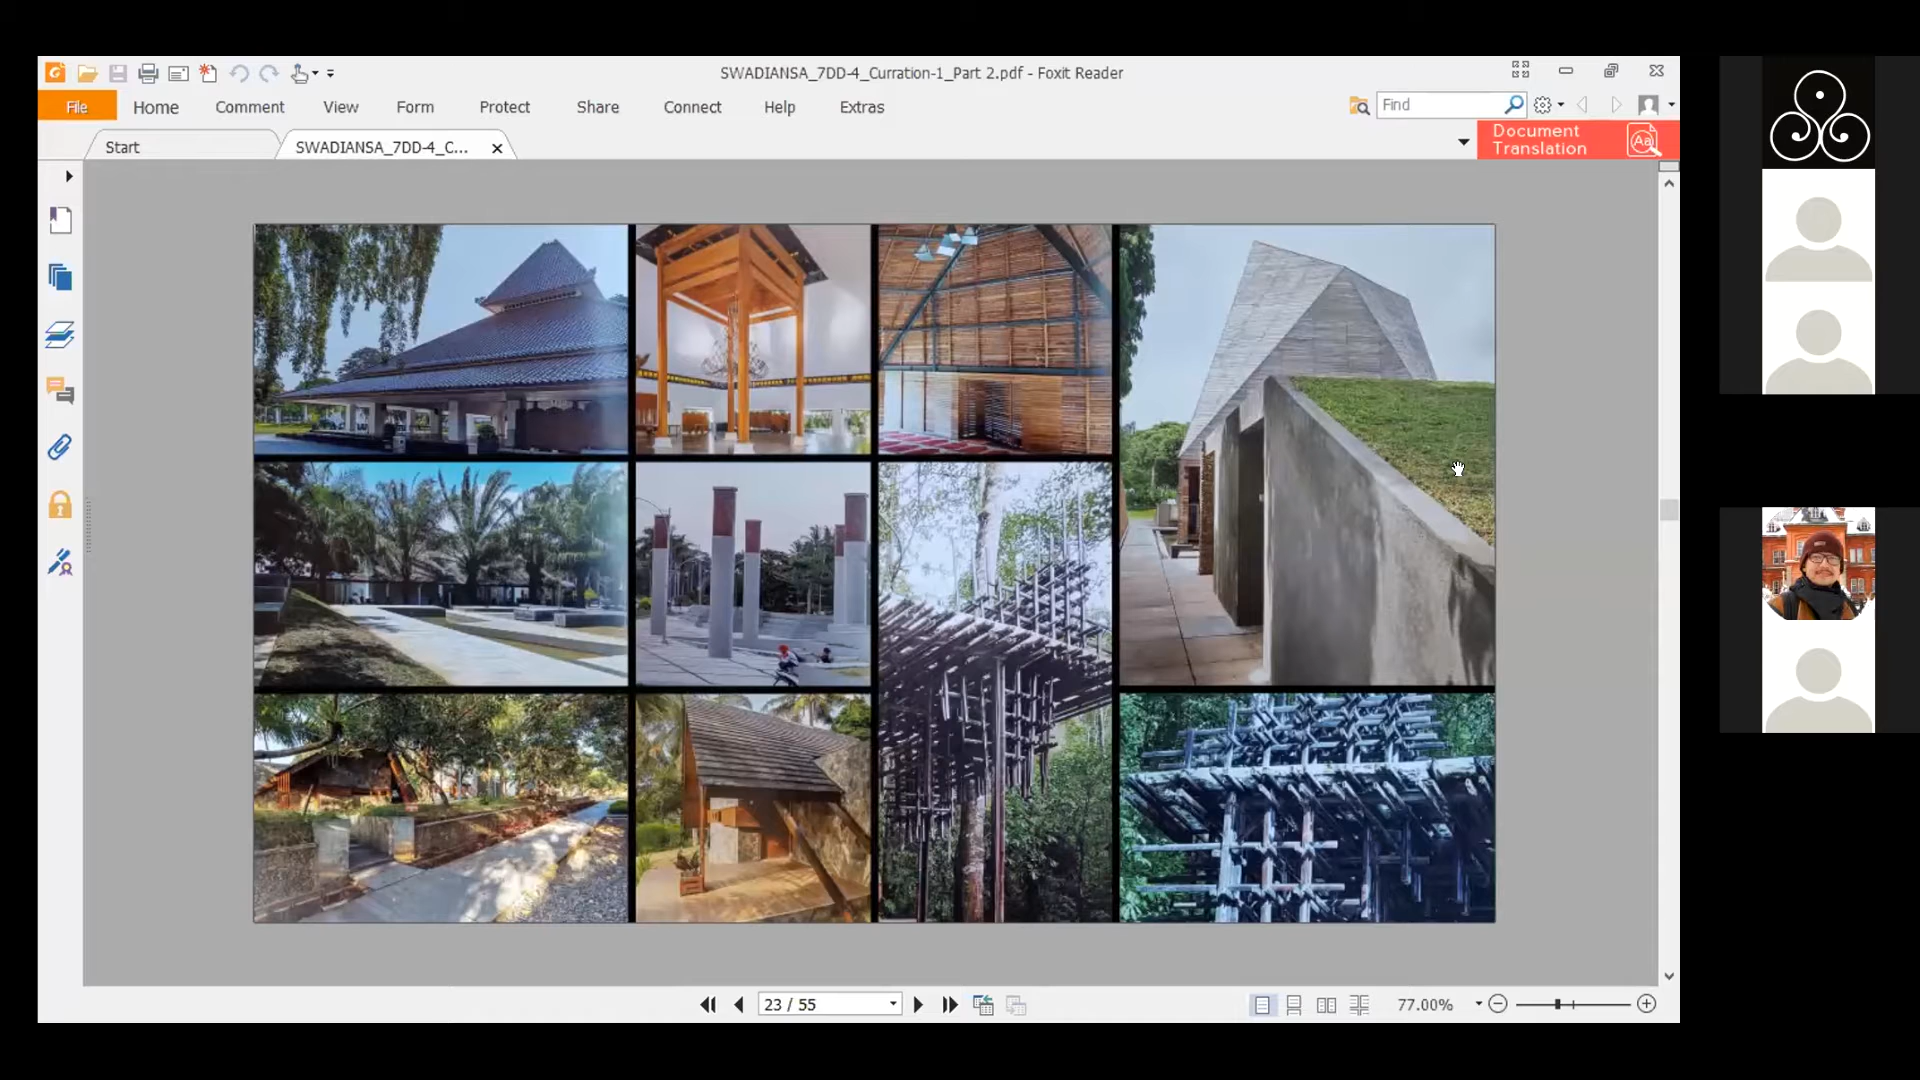 SWADIANSA_7DD-4_Curration-1_Part 2.pdf - Foxit Reader
File Home Comment View Form Protect Share Connect Help Extras Find
Start SWADIANSA_7DD-4_C...
Document
Translation
Aa
23 / 55 77.00%